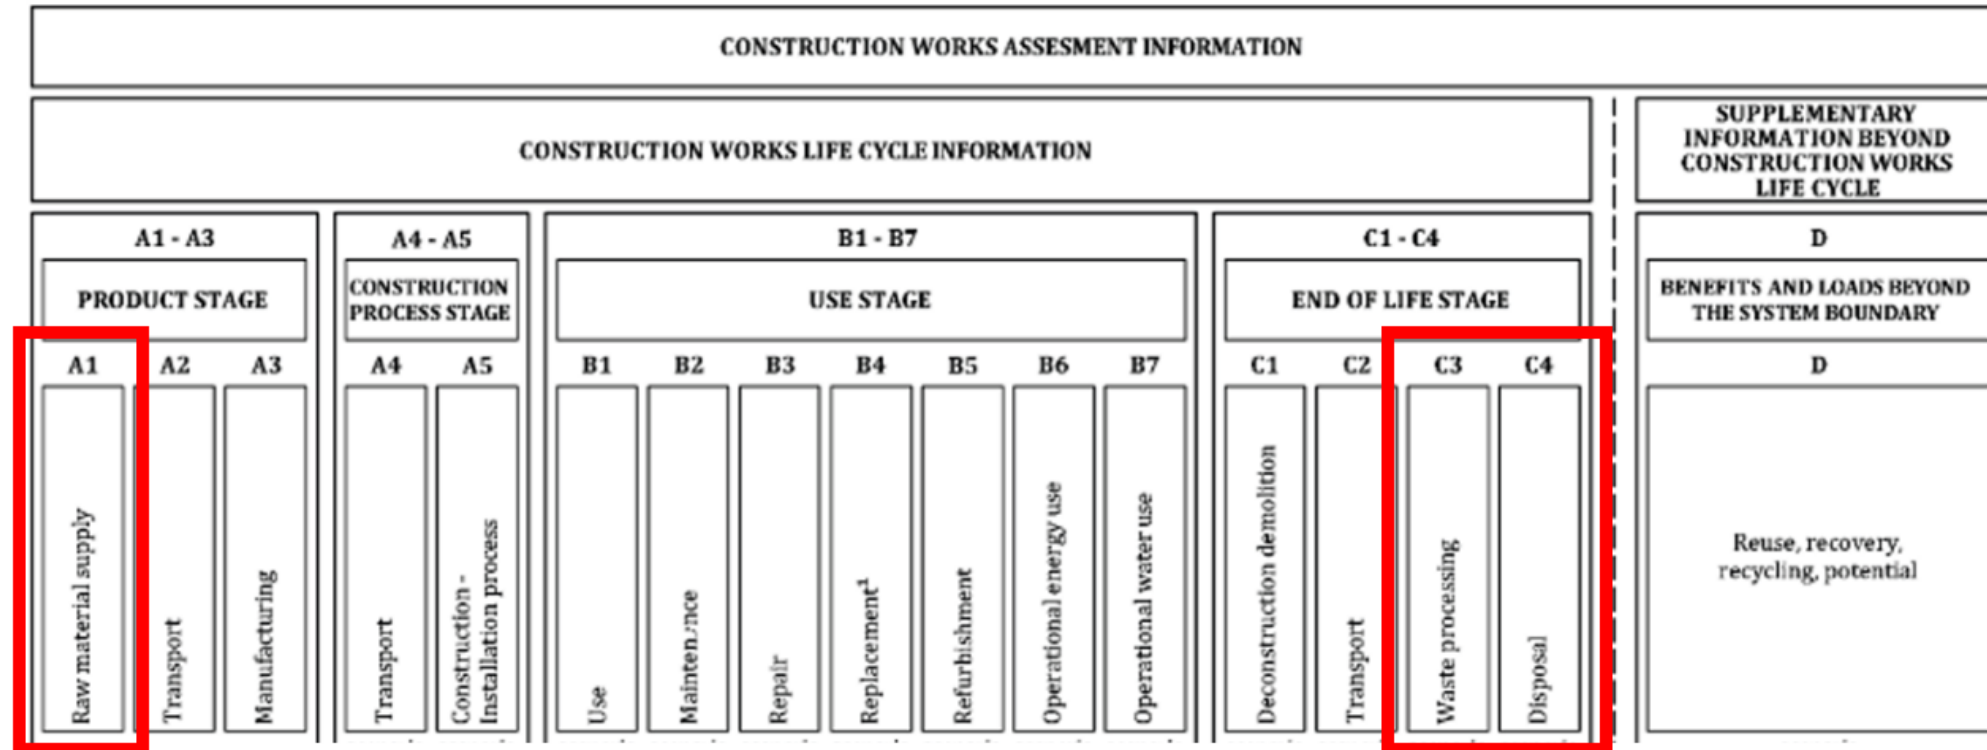 CONSTRUCTION WORKS ASSESMENT INFORMATION
CONSTRUCTION WORKS LIFE CYCLE INFORMATION
SUPPLEMENTARY
INFORMATION BEYOND
CONSTRUCTION WORKS
LIFE CYCLE
A1 - A3
PRODUCT STAGE
A4 - A5
CONSTRUCTION
PROCESS STAGE
B1 - B7
USE STAGE
C1 - C4
END OF LIFE STAGE
D
BENEFITS AND LOADS BEYOND
THE SYSTEM BOUNDARY
A1
Raw material supply
A2
Transport
A3
Manufacturing
A4
Transport
A5
Construction -
Installation process
B1
Use
B2
B3
Repair
B4
Replacement¹
B5
Refurbishment
B6
Operational energy use
B7
Operational water use
C1
Deconstruction demolition
C2
Transport
C3
Waste processing
C4
Disposal
D
Reuse, recovery,
recycling, potential